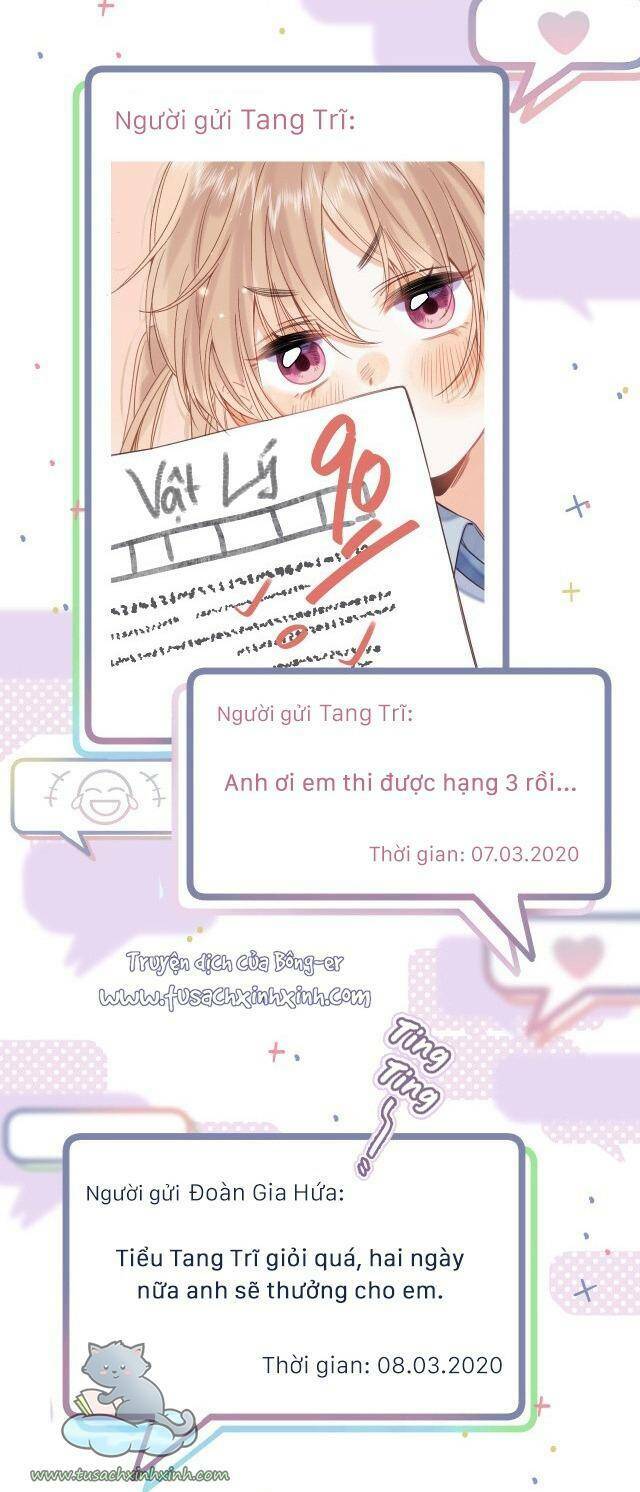 Người gửi Tang Trĩ:
Vật Lý 90
Người gửi Tang Trĩ:
Anh ơi em thi được hạng 3 rồi...
Thời gian: 07.03.2020
Truyện dịch của Bông-er
www.tusachxinhxinh.com
Ting
Ting
Người gửi Đoàn Gia Hứa:
Tiểu Tang Trĩ giỏi quá, hai ngày
nữa anh sẽ thưởng cho em.
Thời gian: 08.03.2020
www.tusachxinhxinh.com